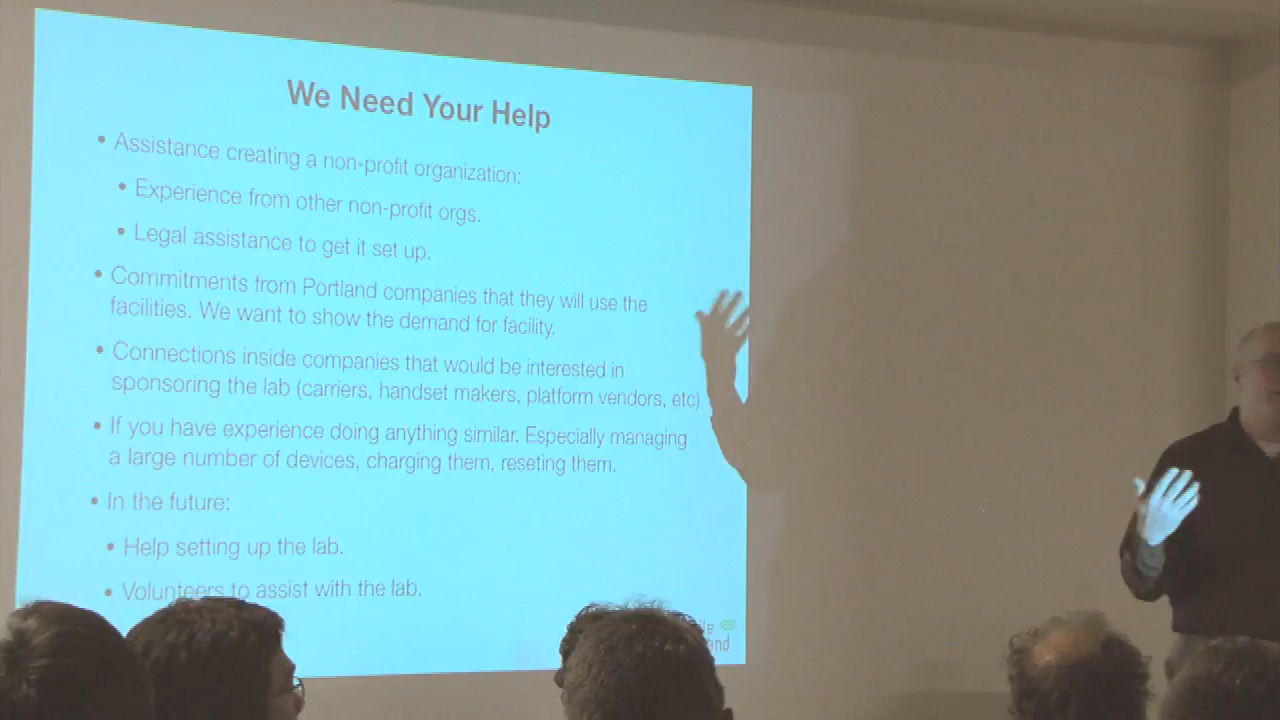 We Need Your Help
• Assistance creating a non-profit organization:
• Experience from other non-profit orgs.
• Legal assistance to get it set up.
• Commitments from Portland companies that they will use the
facilities. We want to show the demand for facility.
• Connections inside companies that would be interested in
sponsoring the lab (carriers, handset makers, platform vendors, etc)
• If you have experience doing anything similar. Especially managing
a large number of devices, charging them, reseting them.
• In the future:
• Help setting up the lab.
• Volunteers to assist with the lab.